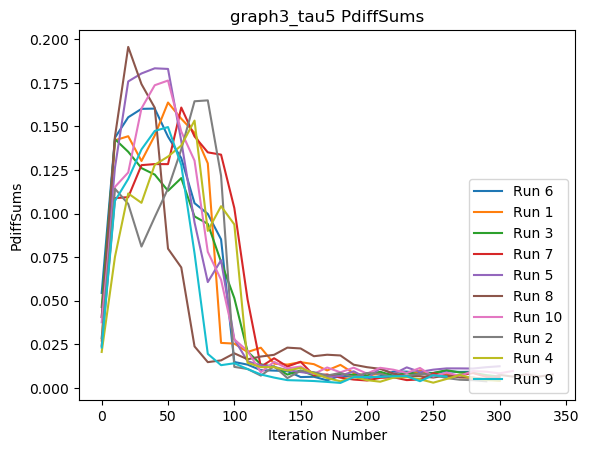 graph3_tau5 PdiffSums
PdiffSums
0.200
0.175
0.150
0.125
0.100
0.075
0.050
0.025
0.000
Run 6
Run 1
Run 3
Run 7
Run 5
Run 8
Run 10
Run 2
Run 4
Run 9
0 50 100 150 200 250 300 350
Iteration Number